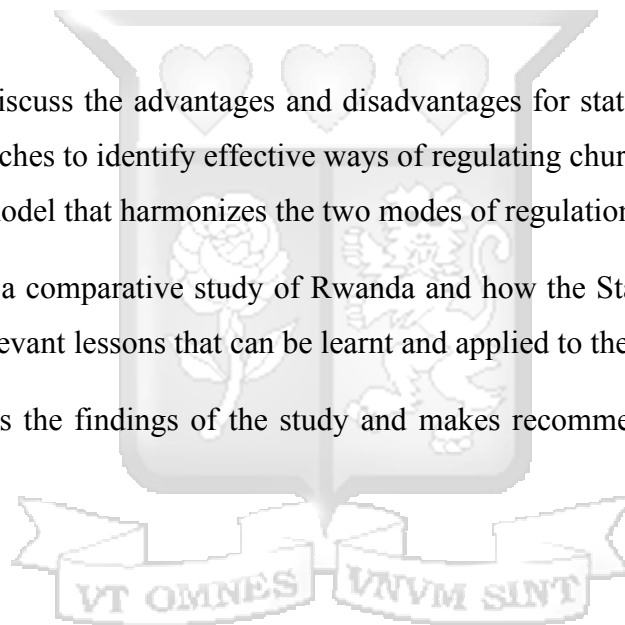 iscuss the advantages and disadvantages for stat
ches to identify effective ways of regulating chur
nodel that harmonizes the two modes of regulation
a comparative study of Rwanda and how the Sta
evant lessons that can be learnt and applied to the
s the findings of the study and makes recomme
VT OMNES VNVM SINT